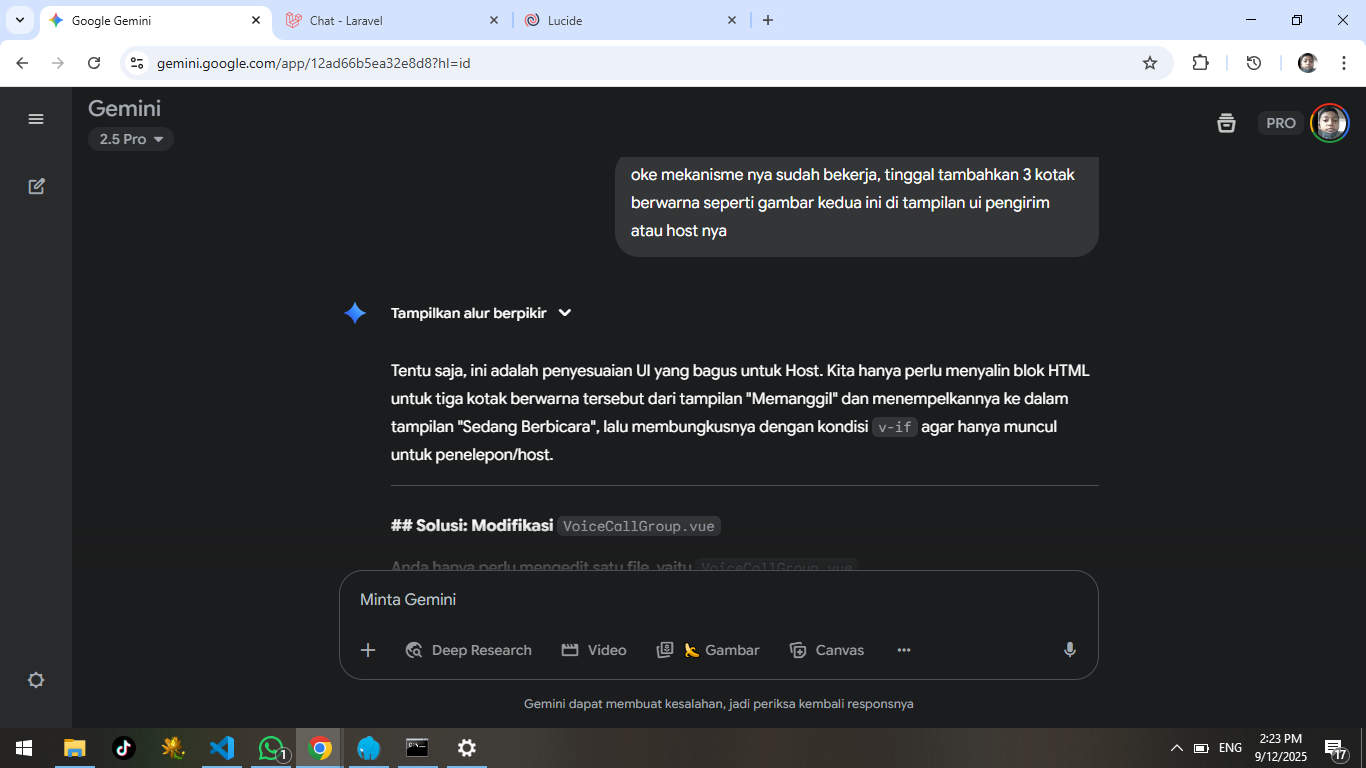 Google Gemini
Chat - Laravel
Lucide
gemini.google.com/app/12ad66b5ea32e8d8?hl=id
Gemini
2.5 Pro
PRO
oke mekanisme nya sudah bekerja, tinggal tambahkan 3 kotak
berwarna seperti gambar kedua ini di tampilan ui pengirim
atau host nya
Tampilkan alur berpikir
Tentu saja, ini adalah penyesuaian UI yang bagus untuk Host. Kita hanya perlu menyalin blok HTML
untuk tiga kotak berwarna tersebut dari tampilan "Memanggil" dan menempelkannya ke dalam
tampilan "Sedang Berbicara", lalu membungkusnya dengan kondisi v-if agar hanya muncul
untuk penelepon/host.
## Solusi: Modifikasi VoiceCallGroup.vue
Anda hanya perlu mengedit satu file, yaitu VoiceCallGroup.vue
Minta Gemini
Deep Research
Video
Gambar
Canvas
Gemini dapat membuat kesalahan, jadi periksa kembali responsnya
1
ENG
2:23 PM
9/12/2025
17